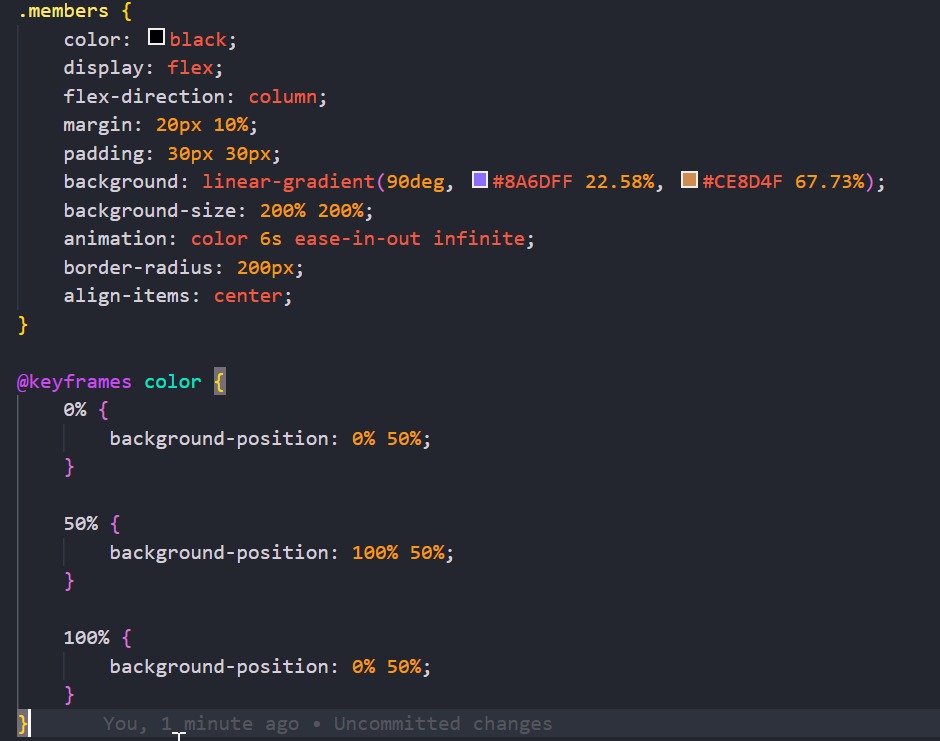 .members {
    color: black;
    display: flex;
    flex-direction: column;
    margin: 20px 10%;
    padding: 30px 30px;
    background: linear-gradient(90deg, #8A6DFF 22.58%, #CE8D4F 67.73%);
    background-size: 200% 200%;
    animation: color 6s ease-in-out infinite;
    border-radius: 200px;
    align-items: center;
}

@keyframes color {
    0% {
        background-position: 0% 50%;
    }

    50% {
        background-position: 100% 50%;
    }

    100% {
        background-position: 0% 50%;
    }
}    You, 1 minute ago • Uncommitted changes